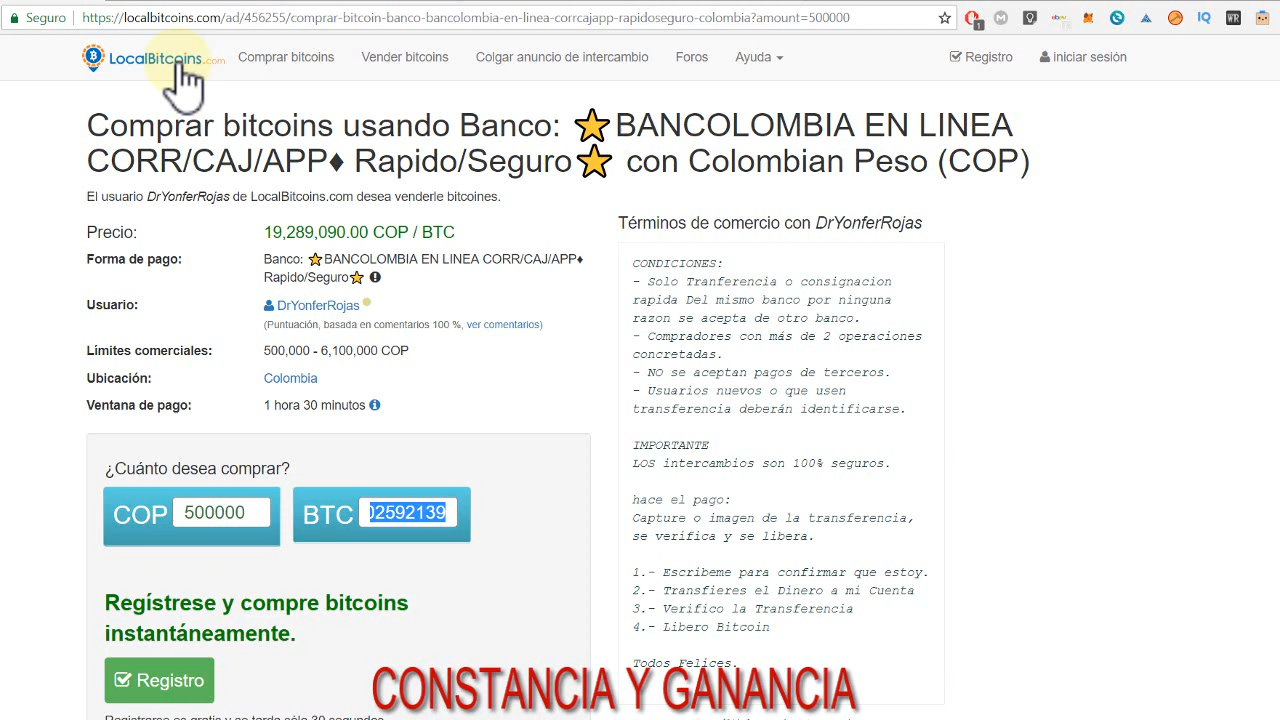 Seguro https://localbitcoins.com/ad/456255/comprar-bitcoin-banco-bancolombia-en-linea-corrcajapp-rapidoseguro-colombia?amount=500000
LocalBitcoins.com Comprar bitcoins Vender bitcoins Colgar anuncio de intercambio Foros Ayuda Registro iniciar sesión
Comprar bitcoins usando Banco: ⭐BANCOLOMBIA EN LINEA
CORR/CAJ/APP♦ Rapido/Seguro⭐ con Colombian Peso (COP)
El usuario DrYonferRojas de LocalBitcoins.com desea venderle bitcoines.
Precio: 19,289,090.00 COP / BTC
Forma de pago: Banco: ⭐BANCOLOMBIA EN LINEA CORR/CAJ/APP♦
Rapido/Seguro⭐
Usuario: DrYonferRojas
(Puntuación, basada en comentarios 100 %, ver comentarios)
Límites comerciales: 500,000 - 6,100,000 COP
Ubicación: Colombia
Ventana de pago: 1 hora 30 minutos
¿Cuánto desea comprar?
COP 500000 BTC 02592139
Regístrese y compre bitcoins
instantáneamente.
Registro
Registrarse es gratis y se tarda sólo 30 segundos
Términos de comercio con DrYonferRojas
CONDICIONES:
- Solo Tranferencia o consignacion
rapida Del mismo banco por ninguna
razon se acepta de otro banco.
- Compradores con más de 2 operaciones
concretadas.
- NO se aceptan pagos de terceros.
- Usuarios nuevos o que usen
transferencia deberán identificarse.
IMPORTANTE
LOS intercambios son 100% seguros.
hace el pago:
Capture o imagen de la transferencia,
se verifica y se libera.
1.- Escribeme para confirmar que estoy.
2.- Transfieres el Dinero a mi Cuenta
3.- Verifico la Transferencia
4.- Libero Bitcoin
Todos Felices.
CONSTANCIA Y GANANCIA